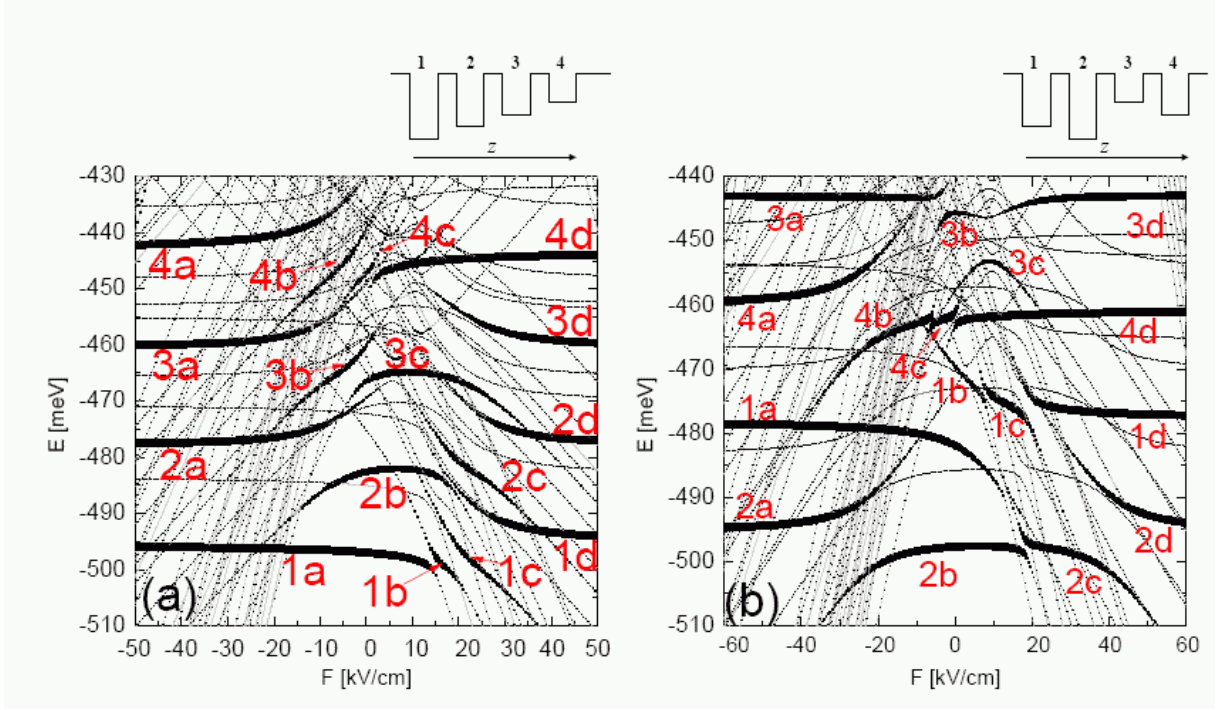 1 2 3 4
z
-430
-440
-450
-460
-470
-480
-490
-500
-510
E [meV]
4a
4b
4c
4d
3a
3b
3c
3d
2a
2b
2c
2d
1a
1b
1c
1d
(a)
-50 -40 -30 -20 -10 0 10 20 30 40 50
F [kV/cm]
1 2 3 4
z
-440
-450
-460
-470
-480
-490
-500
-510
E [meV]
3a
3b
3c
3d
4a
4b
4c
4d
1a
1b
1c
1d
2a
2b
2c
2d
(b)
-60 -40 -20 0 20 40 60
F [kV/cm]